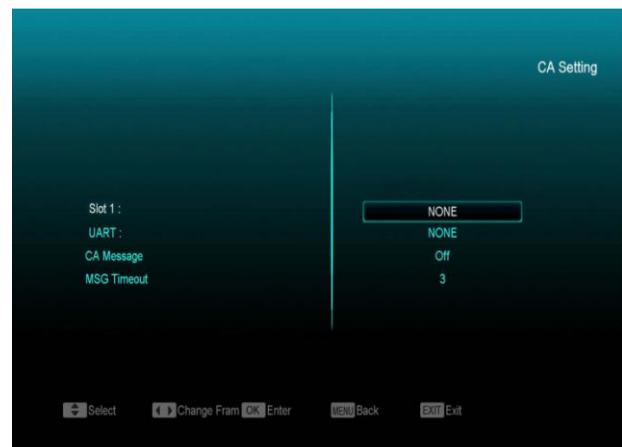 CA Setting
Slot 1 : NONE
UART : NONE
CA Message Off
MSG Timeout 3
Select Change Fram OK Enter MENU Back EXIT Exit